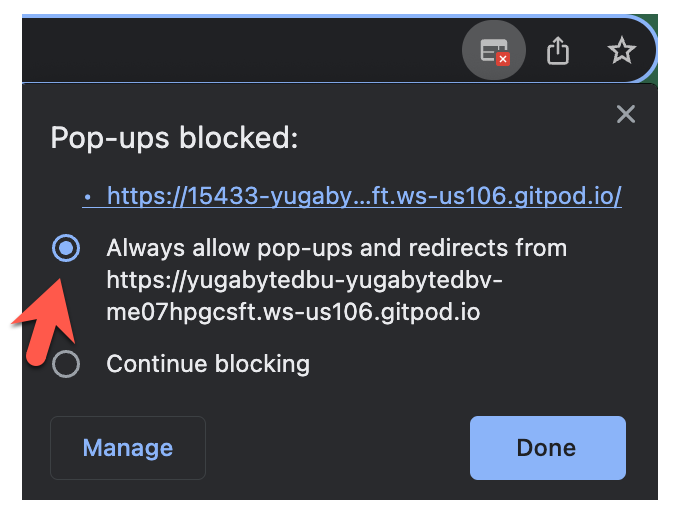 Pop-ups blocked:
• https://15433-yugaby...ft.ws-us106.gitpod.io/
Always allow pop-ups and redirects from
https://yugabytedbu-yugabytedbv-
me07hpgcsft.ws-us106.gitpod.io
Continue blocking
Manage
Done